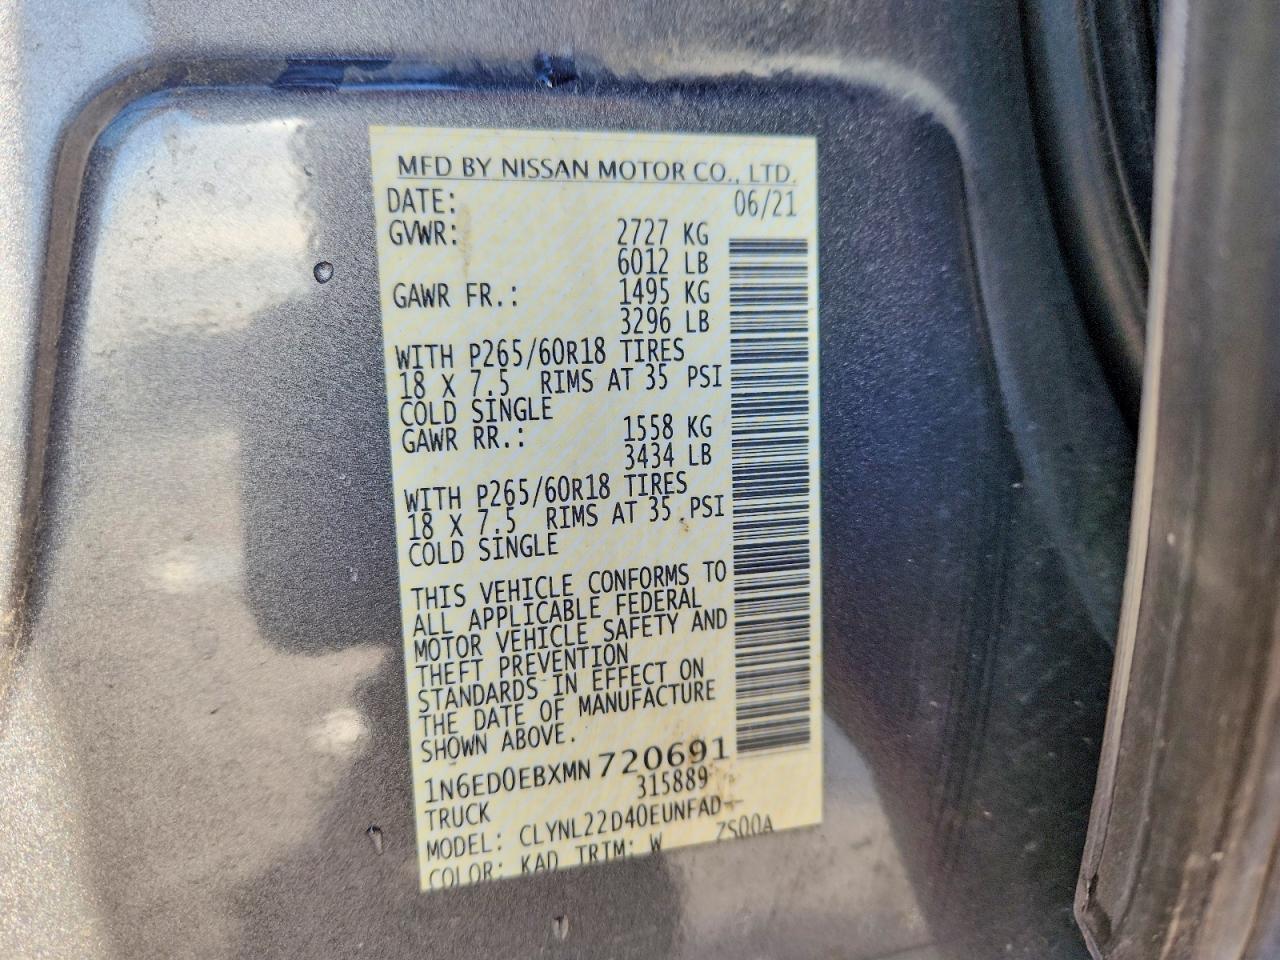 MFD BY NISSAN MOTOR CO., LTD.
DATE: 06/21
GVWR: 2727 KG
6012 LB
GAWR FR.: 1495 KG
3296 LB
WITH P265/60R18 TIRES
18 X 7.5 RIMS AT 35 PSI
COLD SINGLE
GAWR RR.: 1558 KG
3434 LB
WITH P265/60R18 TIRES
18 X 7.5 RIMS AT 35 PSI
COLD SINGLE
THIS VEHICLE CONFORMS TO
ALL APPLICABLE FEDERAL
MOTOR VEHICLE SAFETY AND
THEFT PREVENTION
STANDARDS IN EFFECT ON
THE DATE OF MANUFACTURE
SHOWN ABOVE.
1N6ED0EBXMN 720691
TRUCK 315889
MODEL: CLYNL22D40EUNFAD--
COLOR: KAD TRIM: W ZS00A